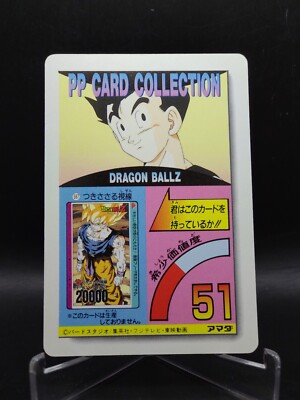 PP CARD COLLECTION
DRAGON BALLZ
つきささる視線
20000
※このカードは生産
しておりません。
君はこのカードを
持っているか!!
希少価値度
51
アマダ
©バードスタジオ/集英社・フジテレビ・東映動画